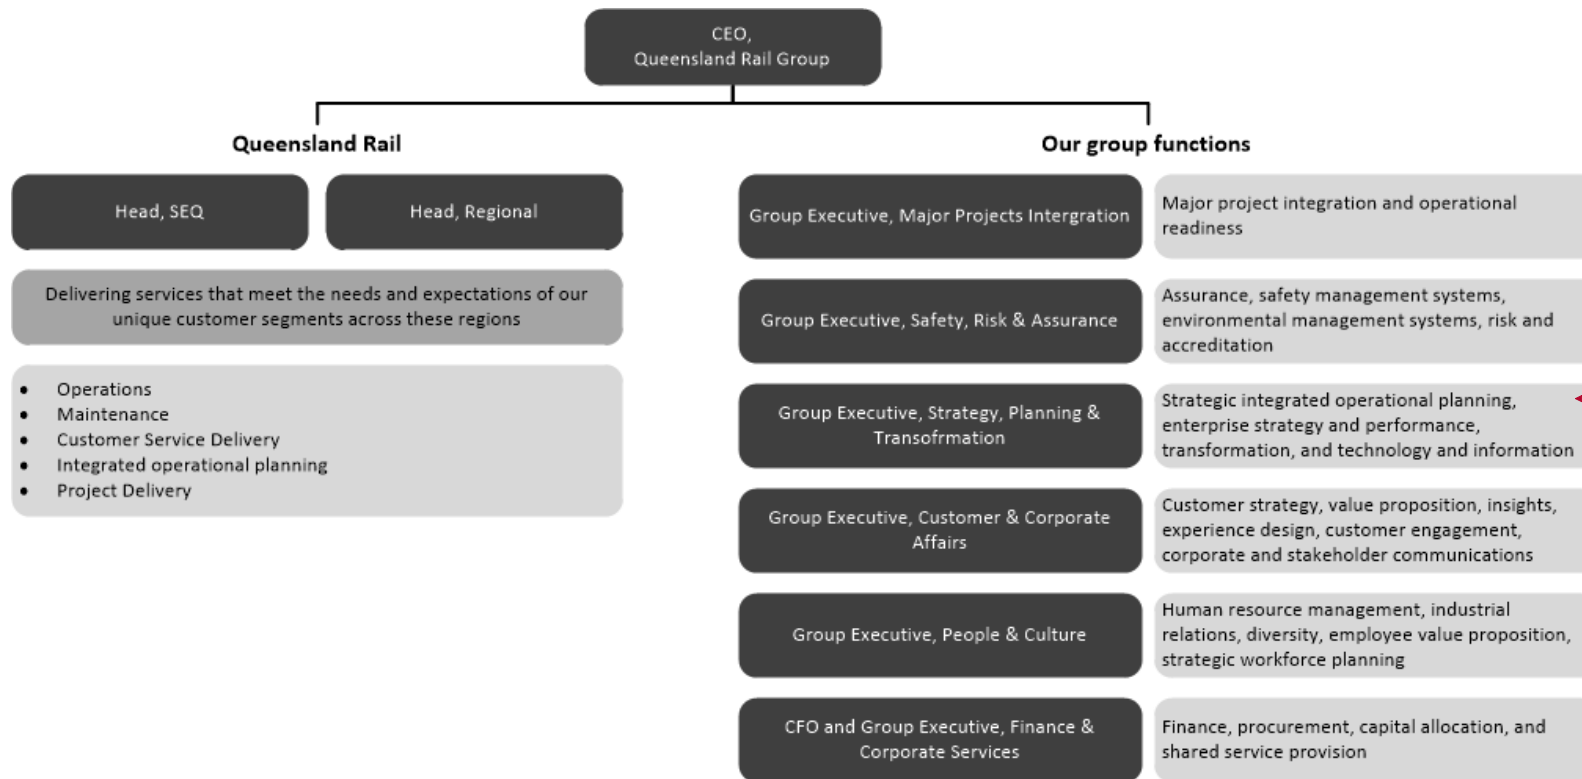 CEO,
Queensland Rail Group
Queensland Rail
Head, SEQ
Head, Regional
Delivering services that meet the needs and expectations of our
unique customer segments across these regions
• Operations
• Maintenance
• Customer Service Delivery
• Integrated operational planning
• Project Delivery
Our group functions
Group Executive, Major Projects Intergration
Major project integration and operational
readiness
Group Executive, Safety, Risk & Assurance
Assurance, safety management systems,
environmental management systems, risk and
accreditation
Group Executive, Strategy, Planning &
Transofrmation
Strategic integrated operational planning,
enterprise strategy and performance,
transformation, and technology and information
Group Executive, Customer & Corporate
Affairs
Customer strategy, value proposition, insights,
experience design, customer engagement,
corporate and stakeholder communications
Group Executive, People & Culture
Human resource management, industrial
relations, diversity, employee value proposition,
strategic workforce planning
CFO and Group Executive, Finance &
Corporate Services
Finance, procurement, capital allocation, and
shared service provision